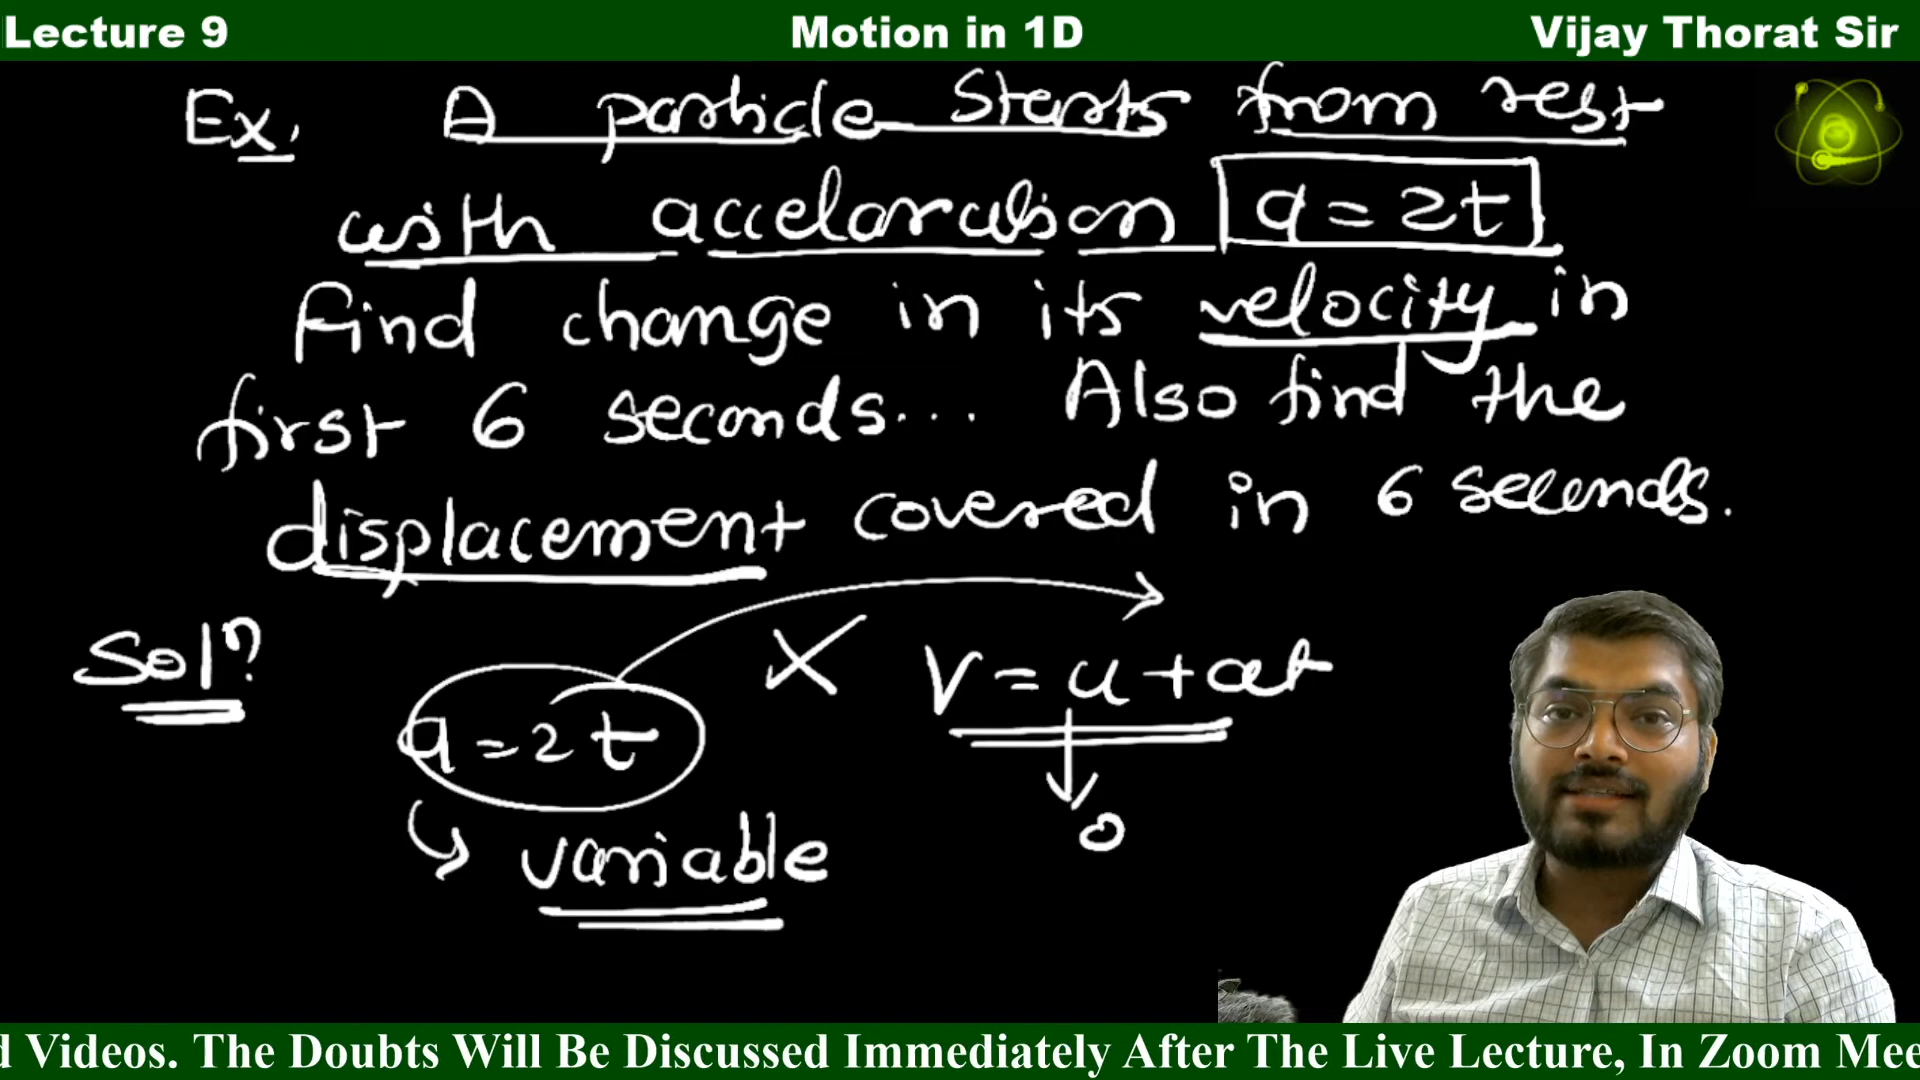 Lecture 9 Motion in 1D Vijay Thorat Sir
Ex. A particle starts from rest
with acceloration a = 2t
Find change in its velocity in
first 6 seconds... Also find the
displacement covered in 6 seconds.
Solⁿ
a = 2t X V = u + at
0
variable
d Videos. The Doubts Will Be Discussed Immediately After The Live Lecture, In Zoom Mee